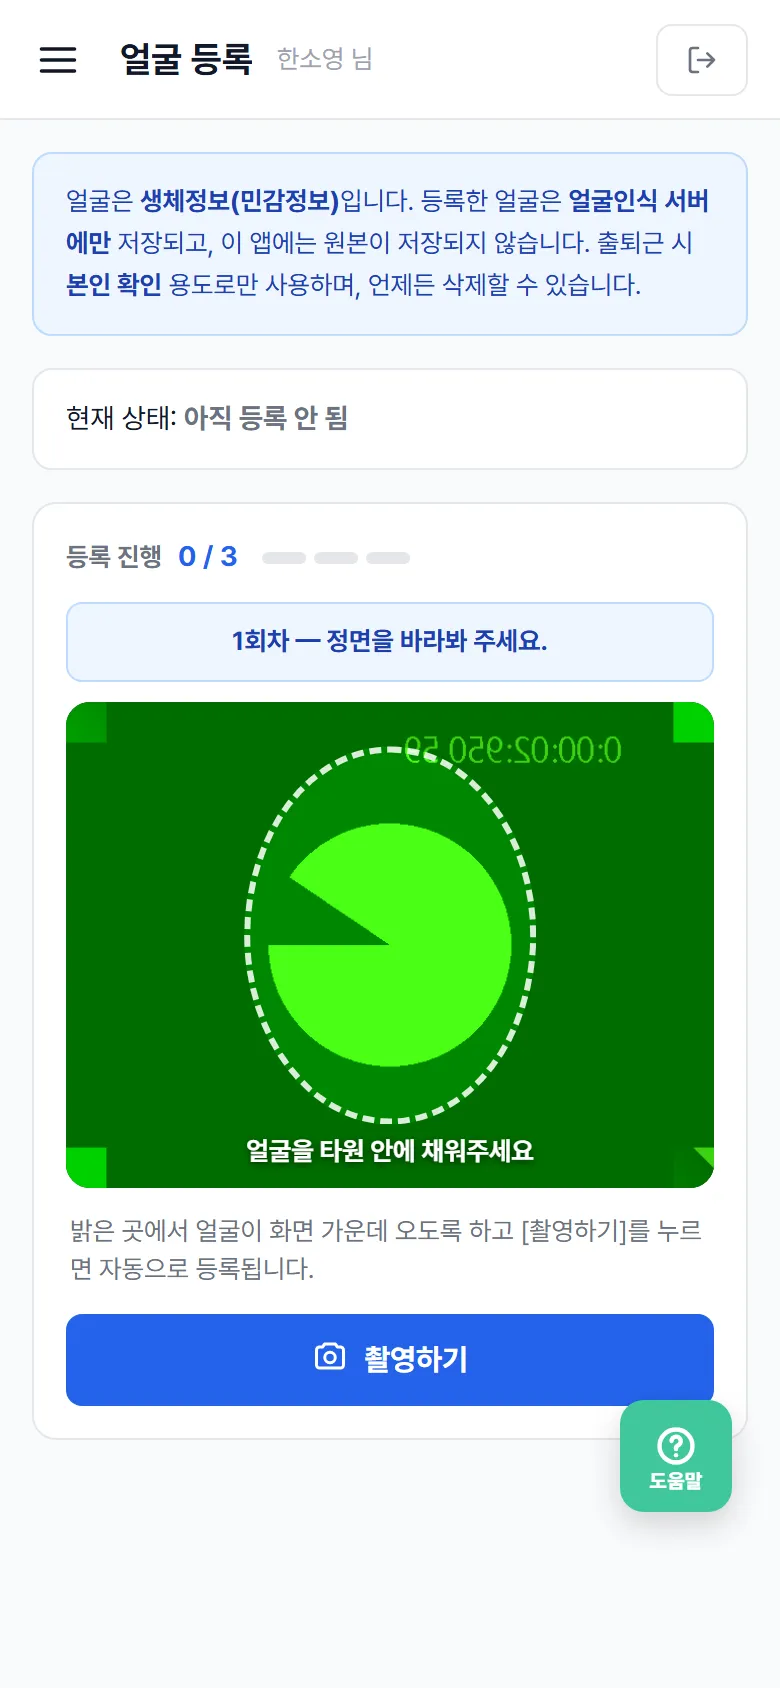 얼굴 등록 한소영 님
얼굴은 생체정보(민감정보)입니다. 등록한 얼굴은 얼굴인식 서버
에만 저장되고, 이 앱에는 원본이 저장되지 않습니다. 출퇴근 시
본인 확인 용도로만 사용하며, 언제든 삭제할 수 있습니다.
현재 상태: 아직 등록 안 됨
등록 진행 0 / 3
1회차 — 정면을 바라봐 주세요.
0:00:02:950 59
얼굴을 타원 안에 채워주세요
밝은 곳에서 얼굴이 화면 가운데 오도록 하고 [촬영하기]를 누르
면 자동으로 등록됩니다.
촬영하기
도움말